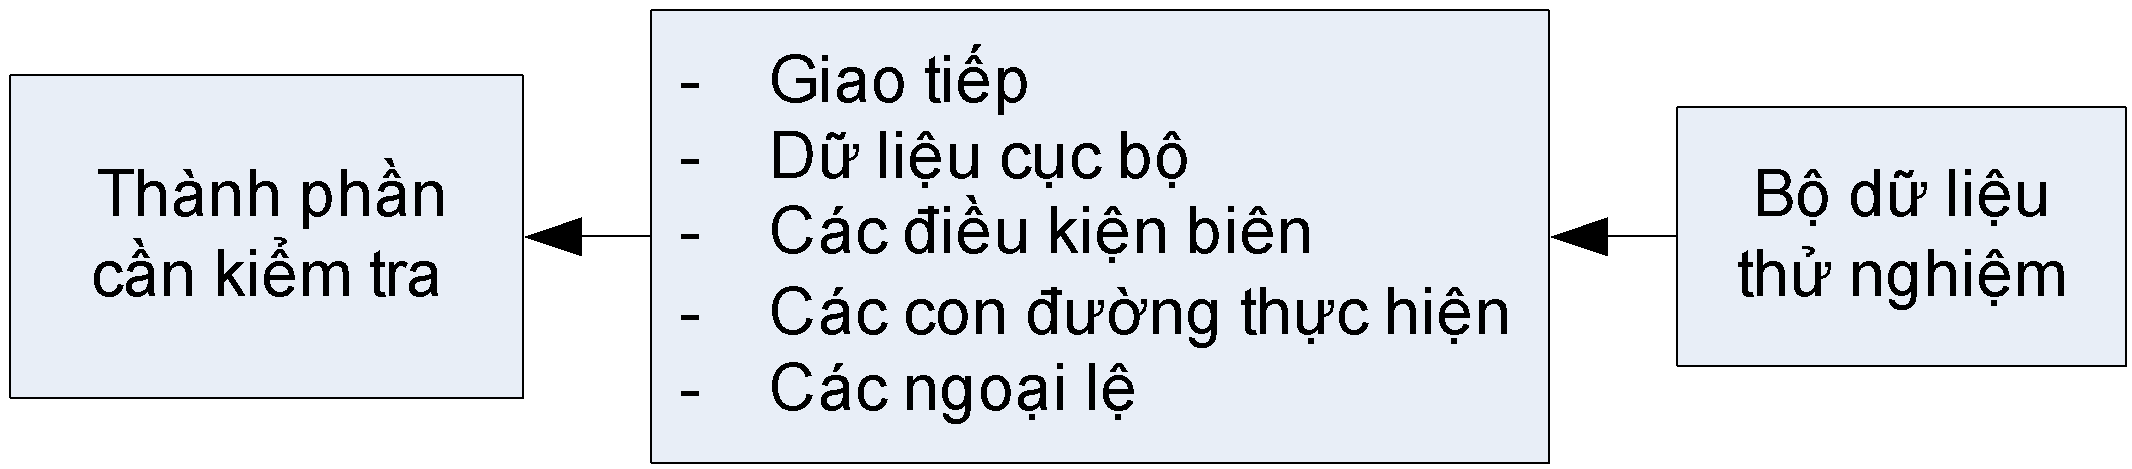 Thành phần
cần kiểm tra
- Giao tiếp
- Dữ liệu cục bộ
- Các điều kiện biên
- Các con đường thực hiện
- Các ngoại lệ
Bộ dữ liệu
thử nghiệm